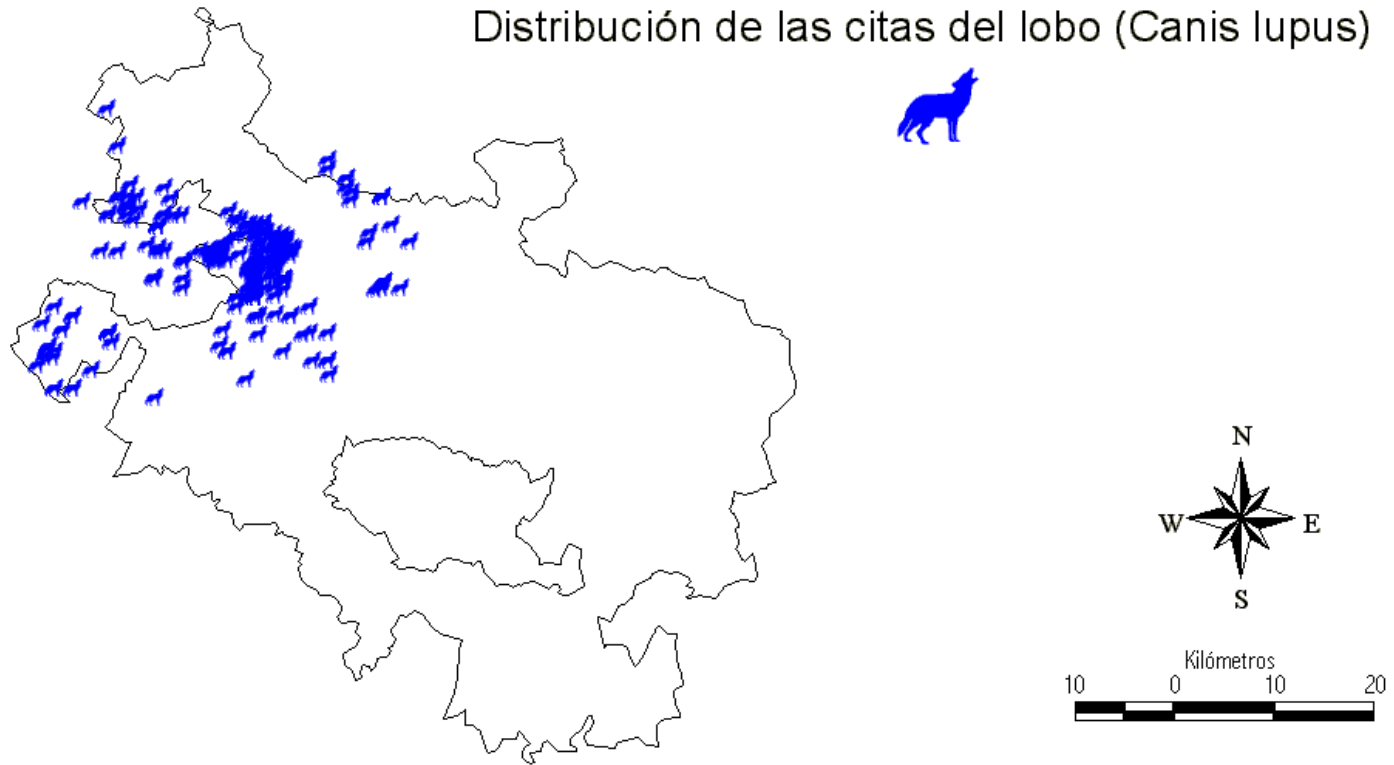 Distribución de las citas del lobo (Canis lupus)
N
W E
S
Kilómetros
10 0 10 20